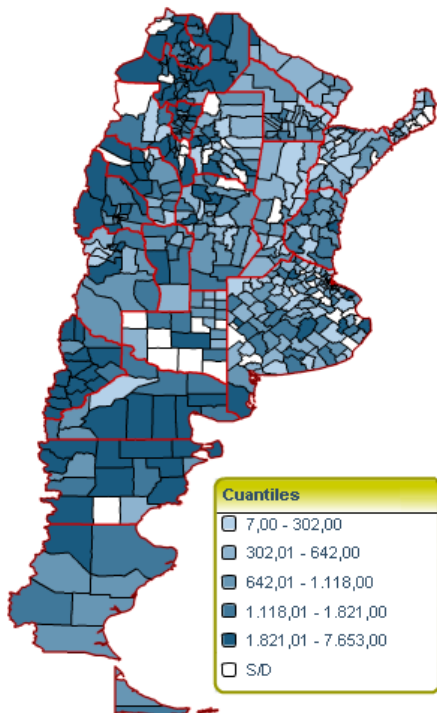 Cuantiles
7,00 - 302,00
302,01 - 642,00
642,01 - 1.118,00
1.118,01 - 1.821,00
1.821,01 - 7.653,00
S/D